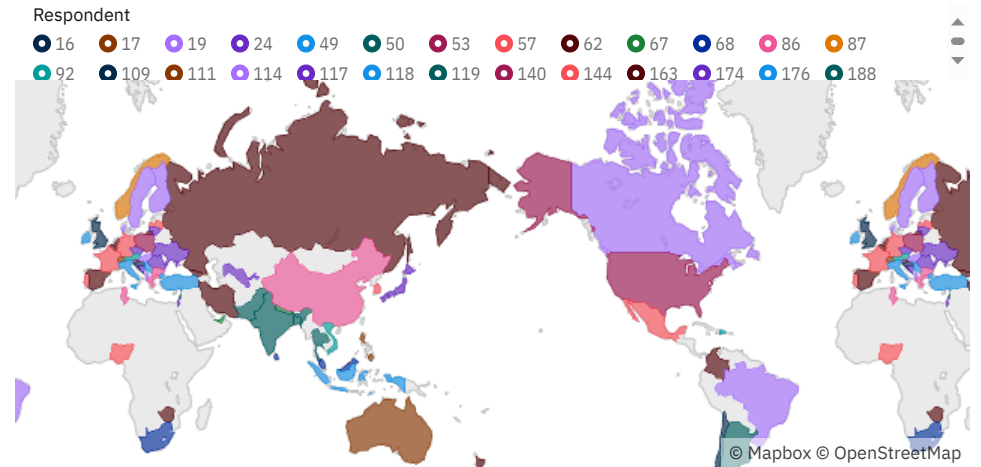 Respondent
16 17 19 24 49 50 53 57 62 67 68 86 87
92 109 111 114 117 118 119 140 144 163 174 176 188
© Mapbox © OpenStreetMap